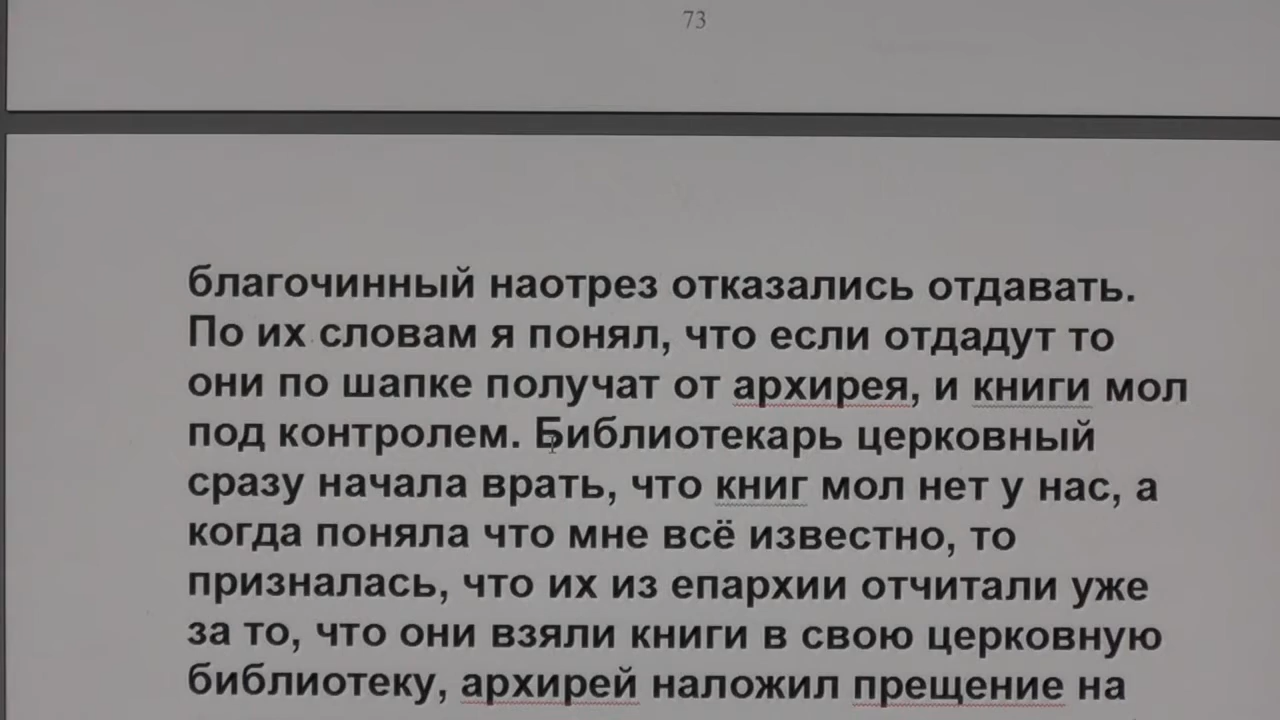 73
благочинный наотрез отказались отдавать.
По их словам я понял, что если отдадут то
они по шапке получат от архирея, и книги мол
под контролем. Библиотекарь церковный
сразу начала врать, что книг мол нет у нас, а
когда поняла что мне всё известно, то
призналась, что их из епархии отчитали уже
за то, что они взяли книги в свою церковную
библиотеку, архирей наложил прещение на